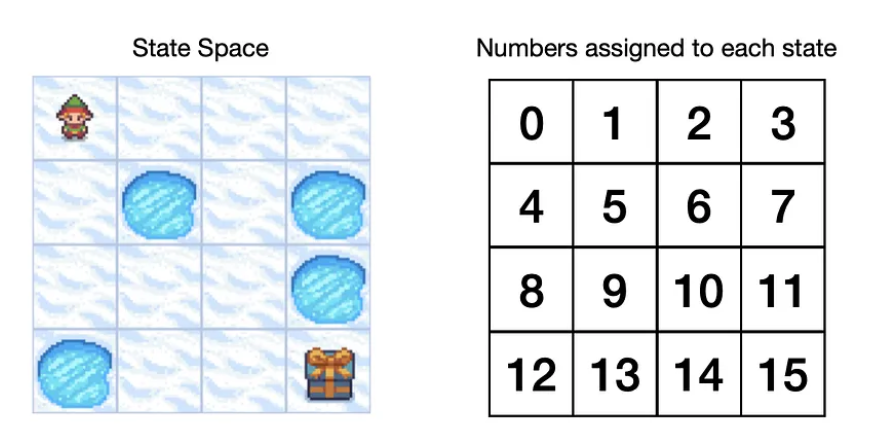 State Space
Numbers assigned to each state
0 1 2 3
4 5 6 7
8 9 10 11
12 13 14 15